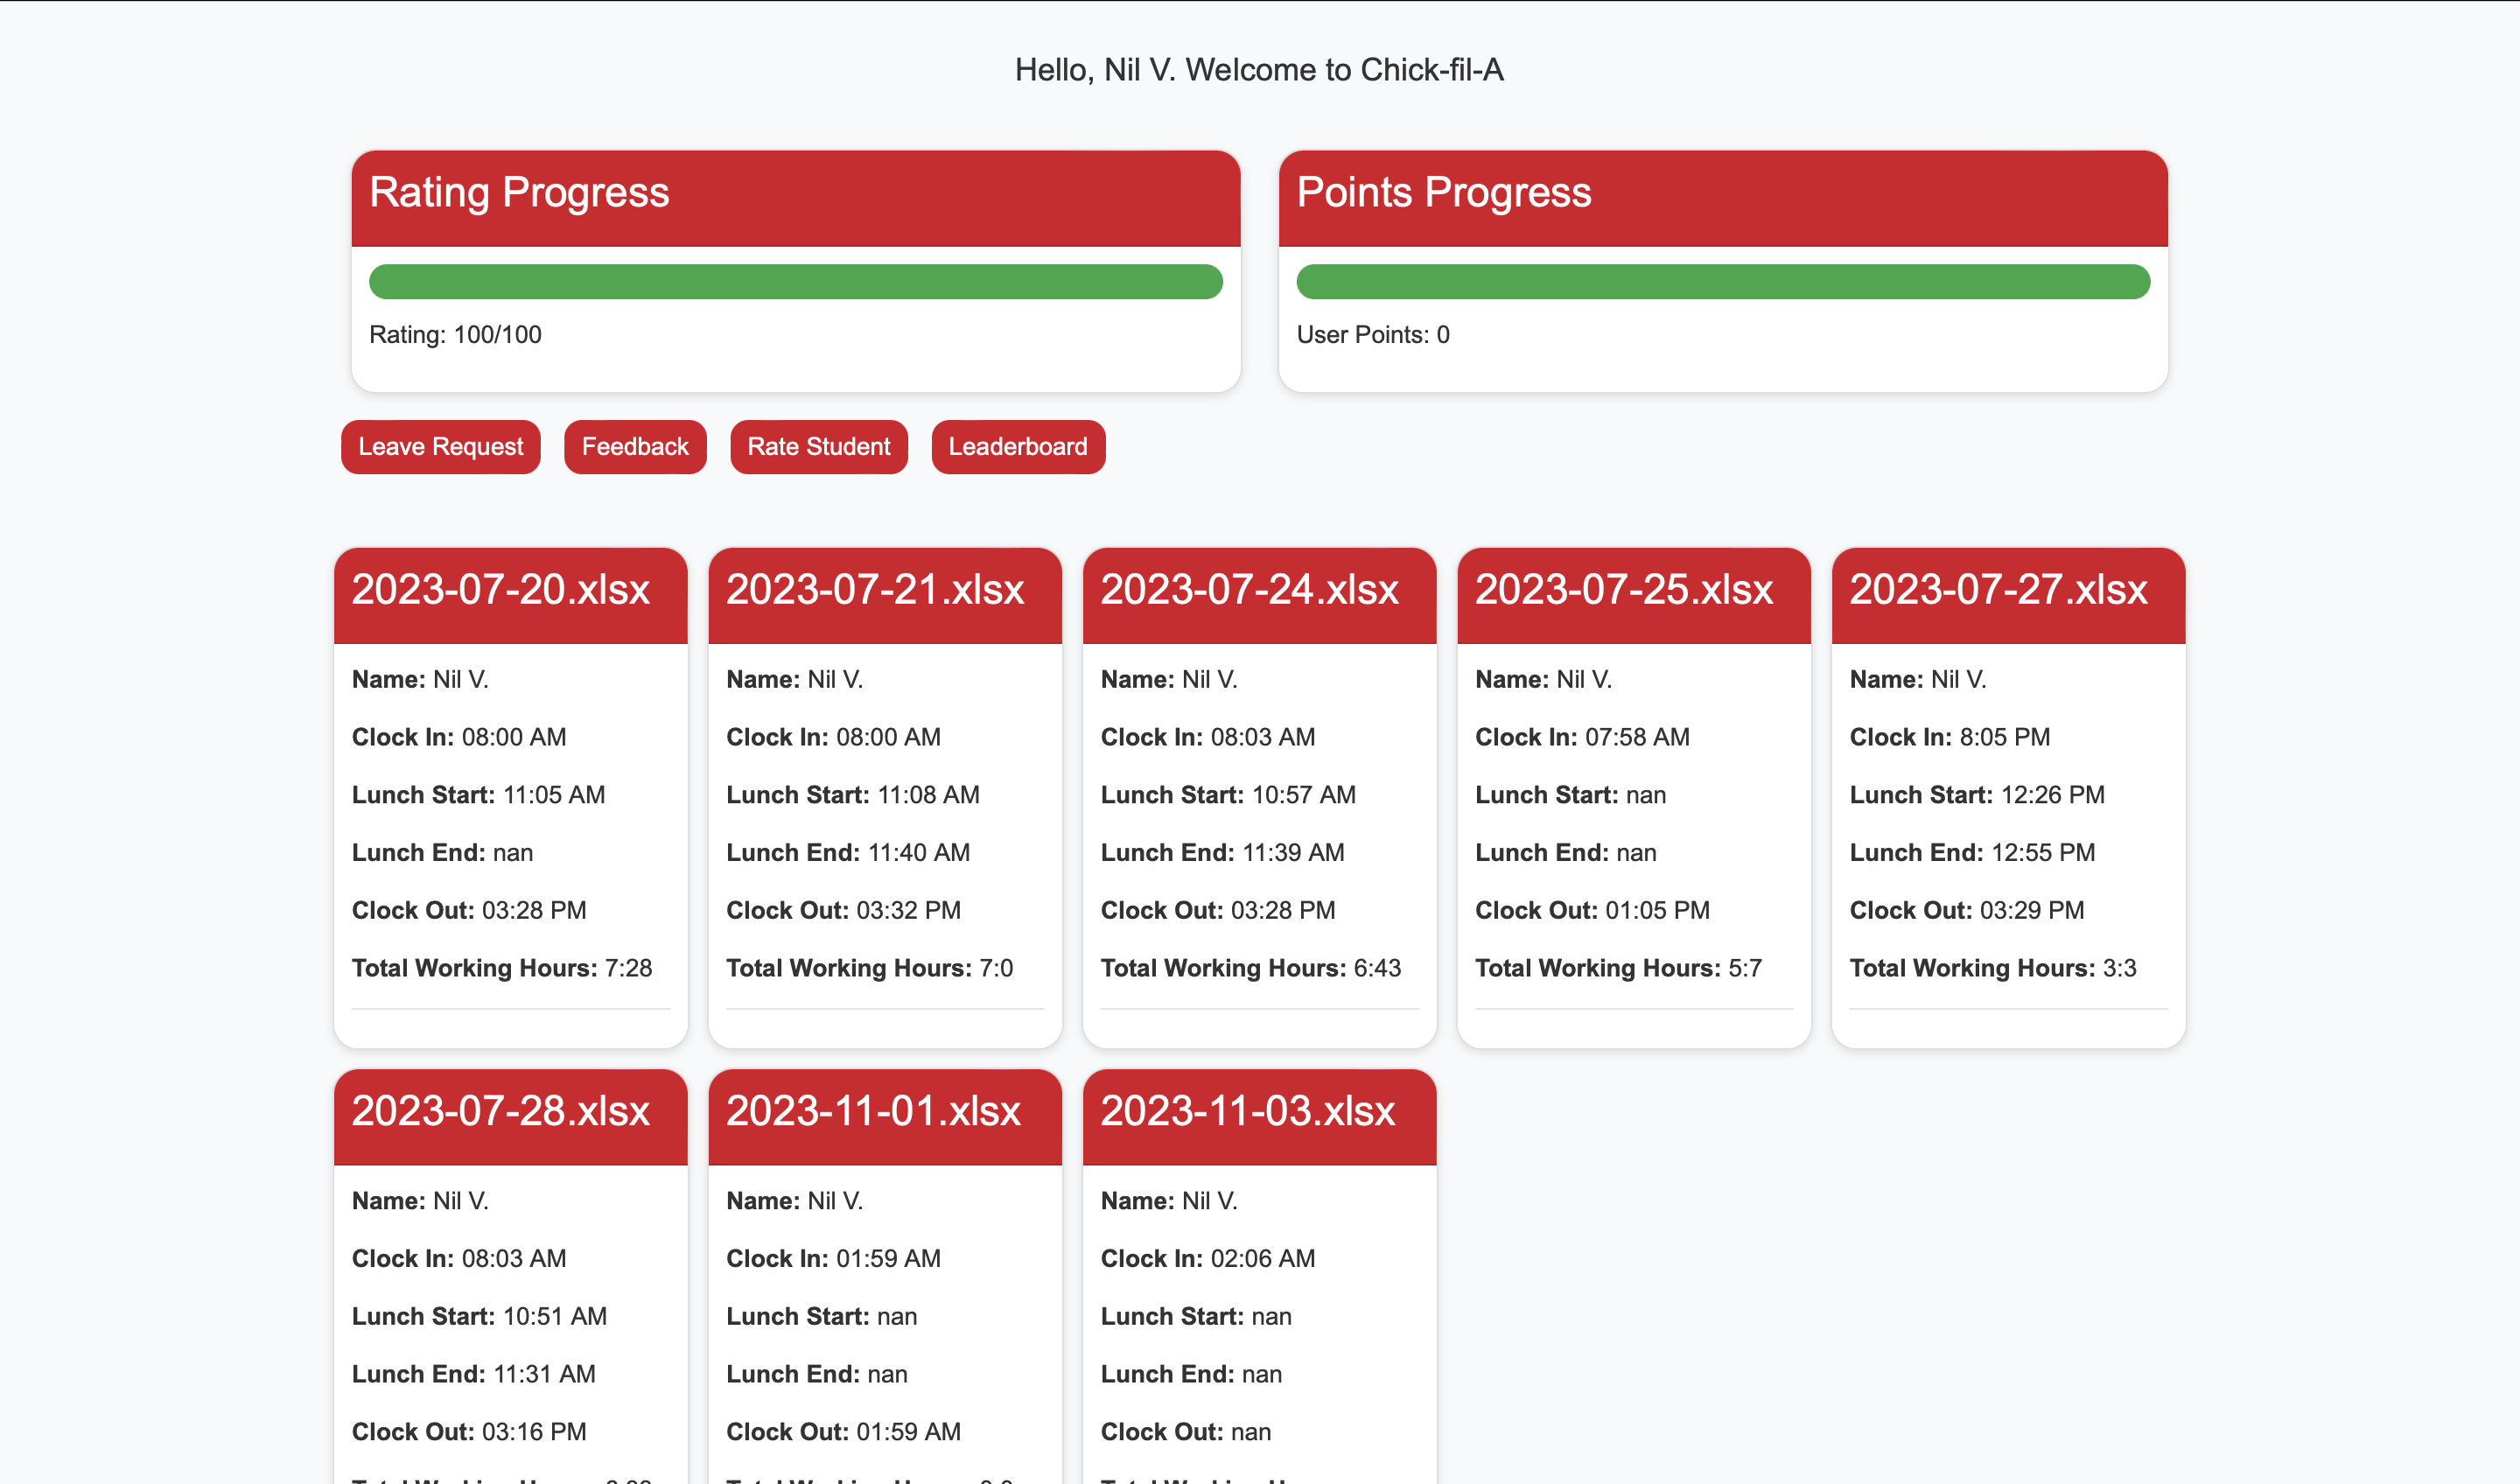 Hello, Nil V. Welcome to Chick-fil-A
Rating Progress
Rating: 100/100
Points Progress
User Points: 0
Leave Request
Feedback
Rate Student
Leaderboard
2023-07-20.xlsx
Name: Nil V.
Clock In: 08:00 AM
Lunch Start: 11:05 AM
Lunch End: nan
Clock Out: 03:28 PM
Total Working Hours: 7:28
2023-07-21.xlsx
Name: Nil V.
Clock In: 08:00 AM
Lunch Start: 11:08 AM
Lunch End: 11:40 AM
Clock Out: 03:32 PM
Total Working Hours: 7:0
2023-07-24.xlsx
Name: Nil V.
Clock In: 08:03 AM
Lunch Start: 10:57 AM
Lunch End: 11:39 AM
Clock Out: 03:28 PM
Total Working Hours: 6:43
2023-07-25.xlsx
Name: Nil V.
Clock In: 07:58 AM
Lunch Start: nan
Lunch End: nan
Clock Out: 01:05 PM
Total Working Hours: 5:7
2023-07-27.xlsx
Name: Nil V.
Clock In: 8:05 PM
Lunch Start: 12:26 PM
Lunch End: 12:55 PM
Clock Out: 03:29 PM
Total Working Hours: 3:3
2023-07-28.xlsx
Name: Nil V.
Clock In: 08:03 AM
Lunch Start: 10:51 AM
Lunch End: 11:31 AM
Clock Out: 03:16 PM
2023-11-01.xlsx
Name: Nil V.
Clock In: 01:59 AM
Lunch Start: nan
Lunch End: nan
Clock Out: 01:59 AM
2023-11-03.xlsx
Name: Nil V.
Clock In: 02:06 AM
Lunch Start: nan
Lunch End: nan
Clock Out: nan